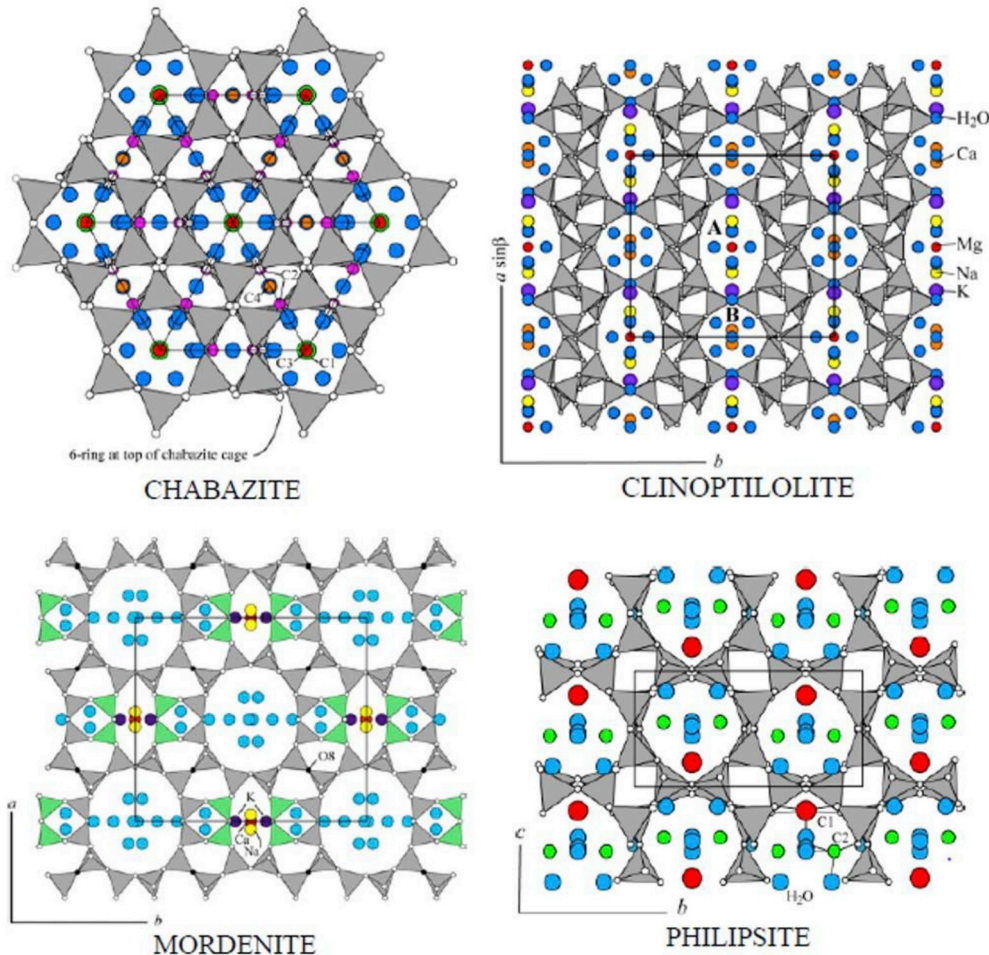 C2
C4
C3
C1
6-ring at top of chabazite cage
CHABAZITE
H₂O
Ca
A
Mg
Na
K
B
a sinβ
b
CLINOPTILOLITE
O8
K
Ca
Na
a
b
MORDENITE
C1
C2
H₂O
c
b
PHILIPSITE